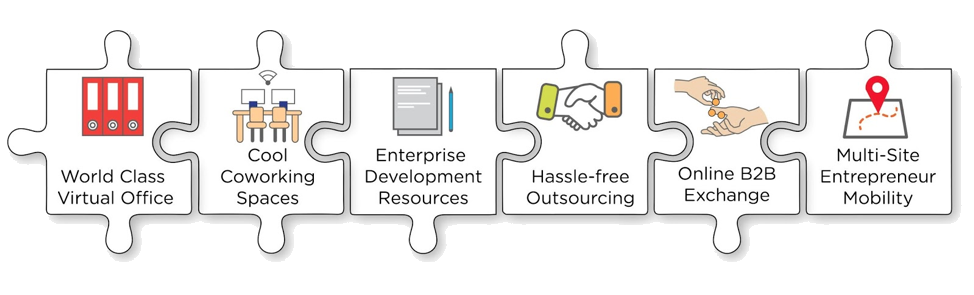 World Class
Virtual Office
Cool
Coworking
Spaces
Enterprise
Development
Resources
Hassle-free
Outsourcing
Online B2B
Exchange
Multi-Site
Entrepreneur
Mobility